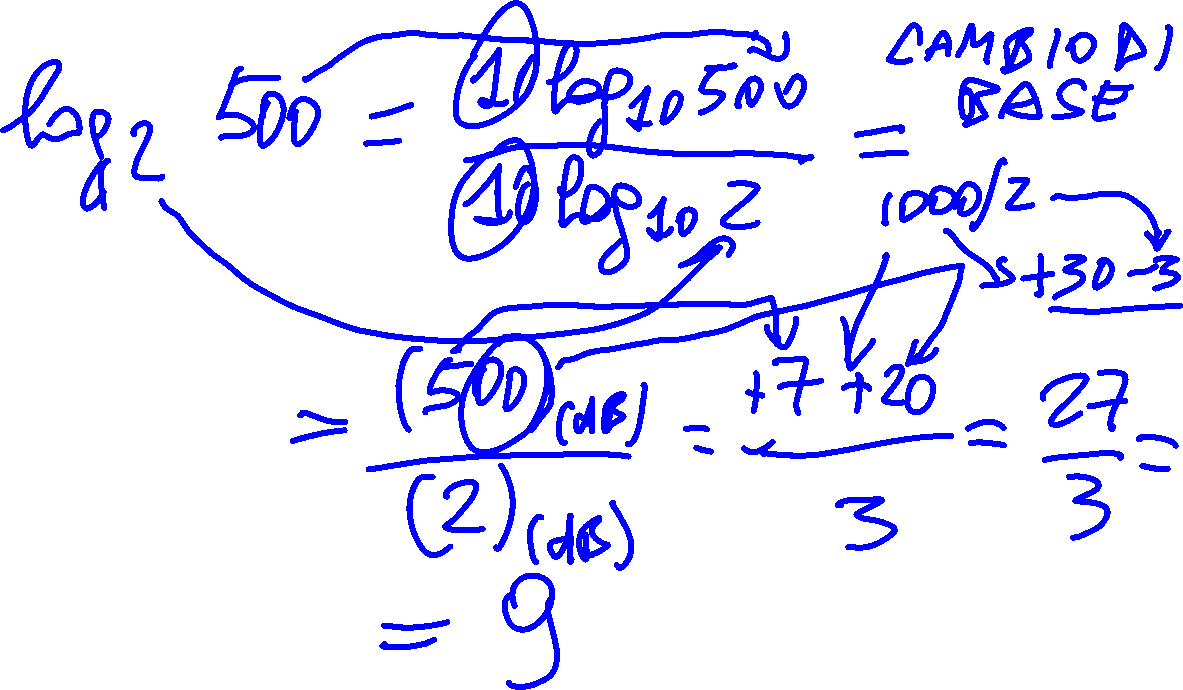 log₂ 500 = 10 log₁₀ 500 / 10 log₁₀ 2 =
CAMBIO DI
BASE
1000/2
+30-3
= (500)(dB) / (2)(dB) = +7 +20 / 3 = 27 / 3 =
= 9